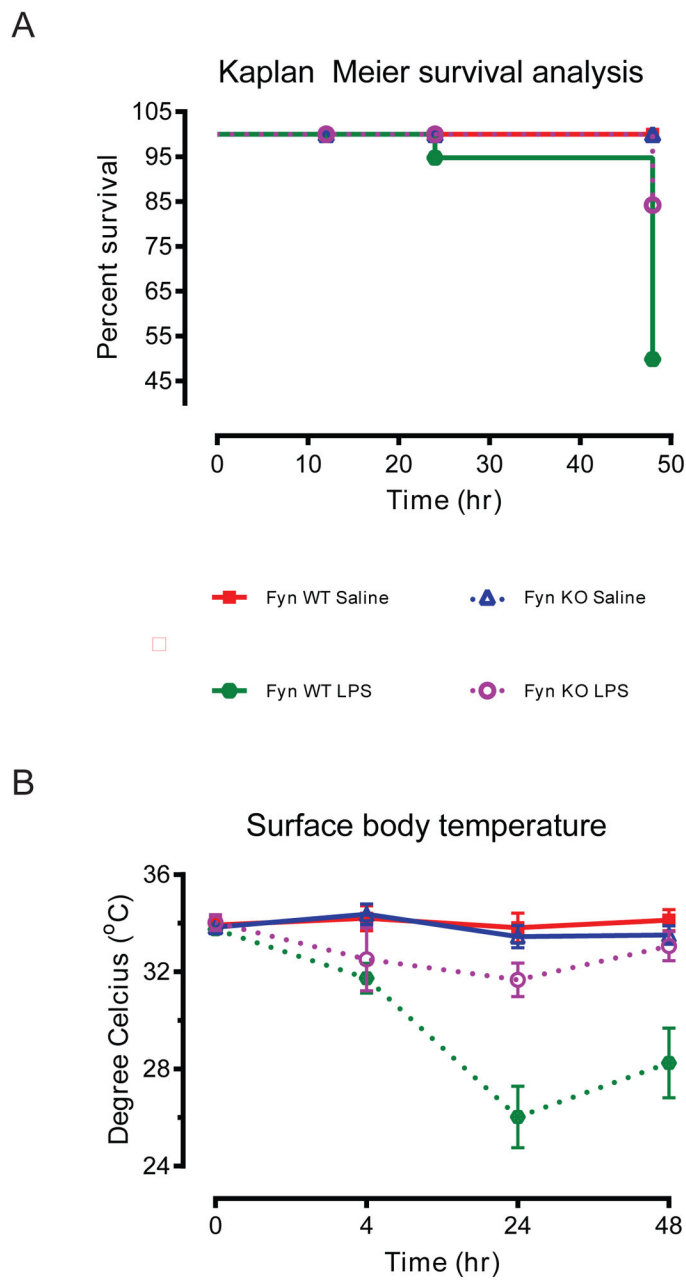 A
Kaplan Meier survival analysis
105
95
85
75
65
55
45
Percent survival
0 10 20 30 40 50
Time (hr)
Fyn WT Saline
Fyn KO Saline
Fyn WT LPS
Fyn KO LPS
B
Surface body temperature
36
32
28
24
Degree Celcius (°C)
0 4 24 48
Time (hr)